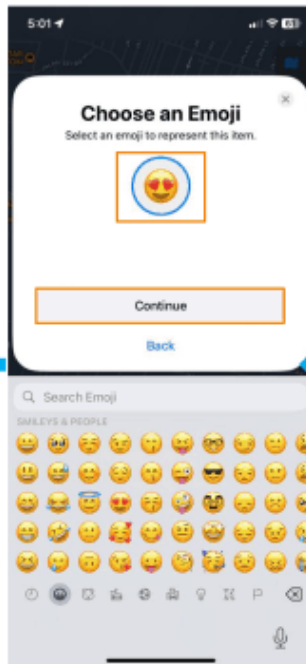 5:01
Choose an Emoji
Select an emoji to represent this item.
Continue
Back
Search Emoji
SMILEYS & PEOPLE